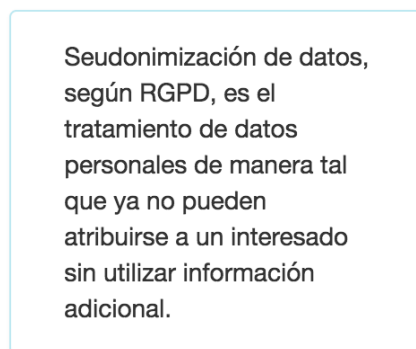 Seudonimización de datos,
según RGPD, es el
tratamiento de datos
personales de manera tal
que ya no pueden
atribuirse a un interesado
sin utilizar información
adicional.